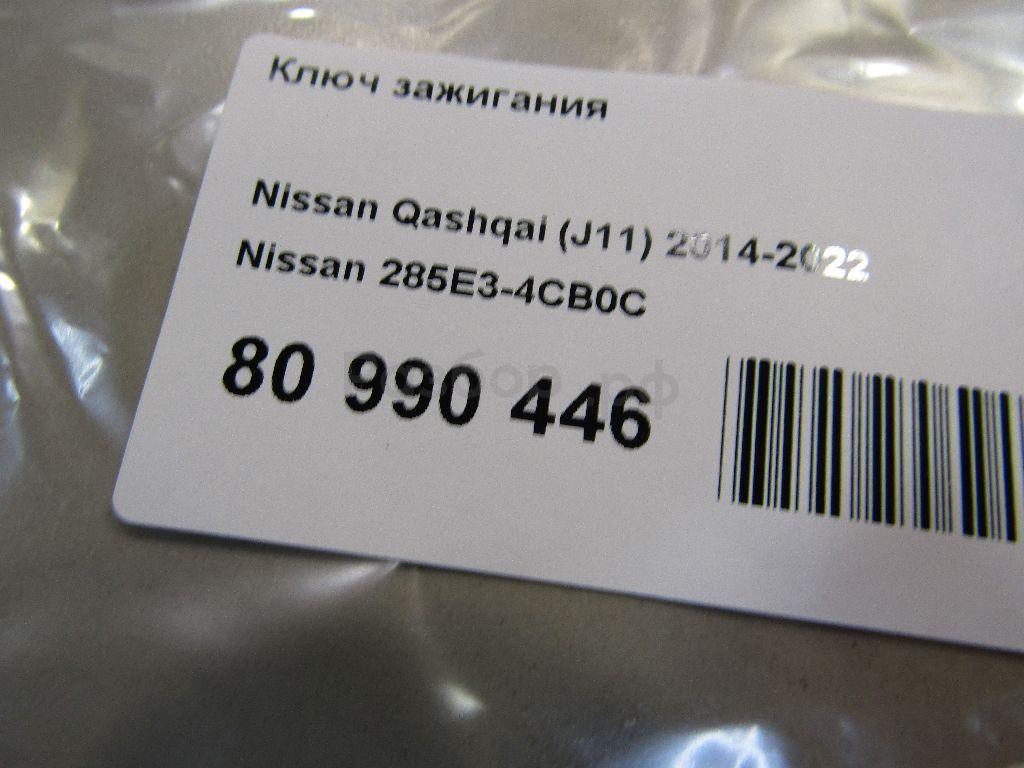 Ключ зажигания
Nissan Qashqai (J11) 2014-2022
Nissan 285E3-4CB0C
80 990 446